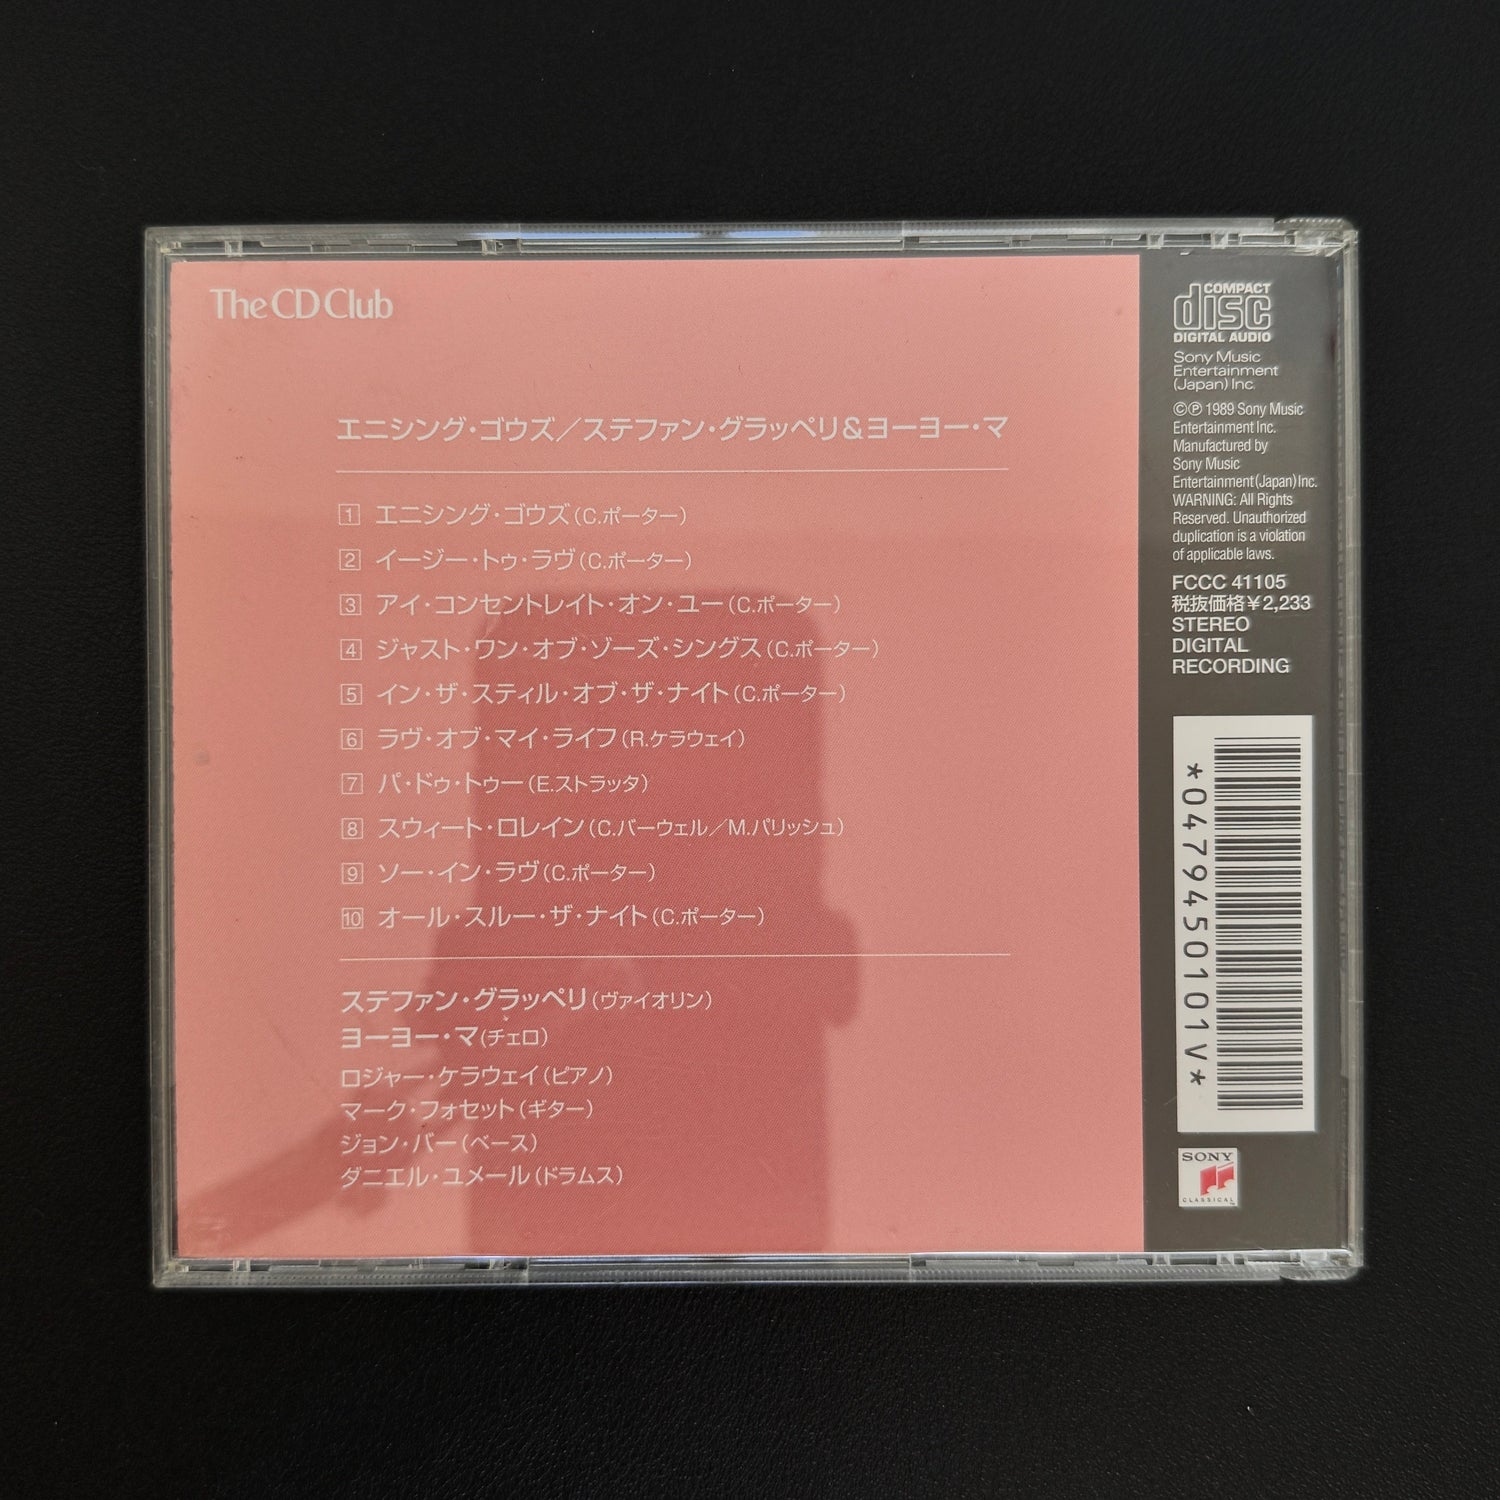 The CD Club
エニシング・ゴウズ／ステファン・グラッペリ&ヨーヨー・マ
1 エニシング・ゴウズ(C.ポーター)
2 イージー・トゥ・ラヴ(C.ポーター)
3 アイ・コンセントレイト・オン・ユー(C.ポーター)
4 ジャスト・ワン・オブ・ゾーズ・シングス(C.ポーター)
5 イン・ザ・スティル・オブ・ザ・ナイト(C.ポーター)
6 ラヴ・オブ・マイ・ライフ(R.ケラウェイ)
7 パ・ドゥ・トゥー(E.ストラッタ)
8 スウィート・ロレイン(C.バーウェル／M.パリッシュ)
9 ソー・イン・ラヴ(C.ポーター)
10 オール・スルー・ザ・ナイト(C.ポーター)
ステファン・グラッペリ(ヴァイオリン)
ヨーヨー・マ(チェロ)
ロジャー・ケラウェイ(ピアノ)
マーク・フォセット(ギター)
ジョン・バー(ベース)
ダニエル・ユメール(ドラムス)
COMPACT
disc
DIGITAL AUDIO
Sony Music
Entertainment
(Japan) Inc.
©℗ 1989 Sony Music
Entertainment Inc.
Manufactured by
Sony Music
Entertainment(Japan)Inc.
WARNING: All Rights
Reserved. Unauthorized
duplication is a violation
of applicable laws.
FCCC 41105
税抜価格¥2,233
STEREO
DIGITAL
RECORDING
*0479450101V*
SONY
CLASSICAL